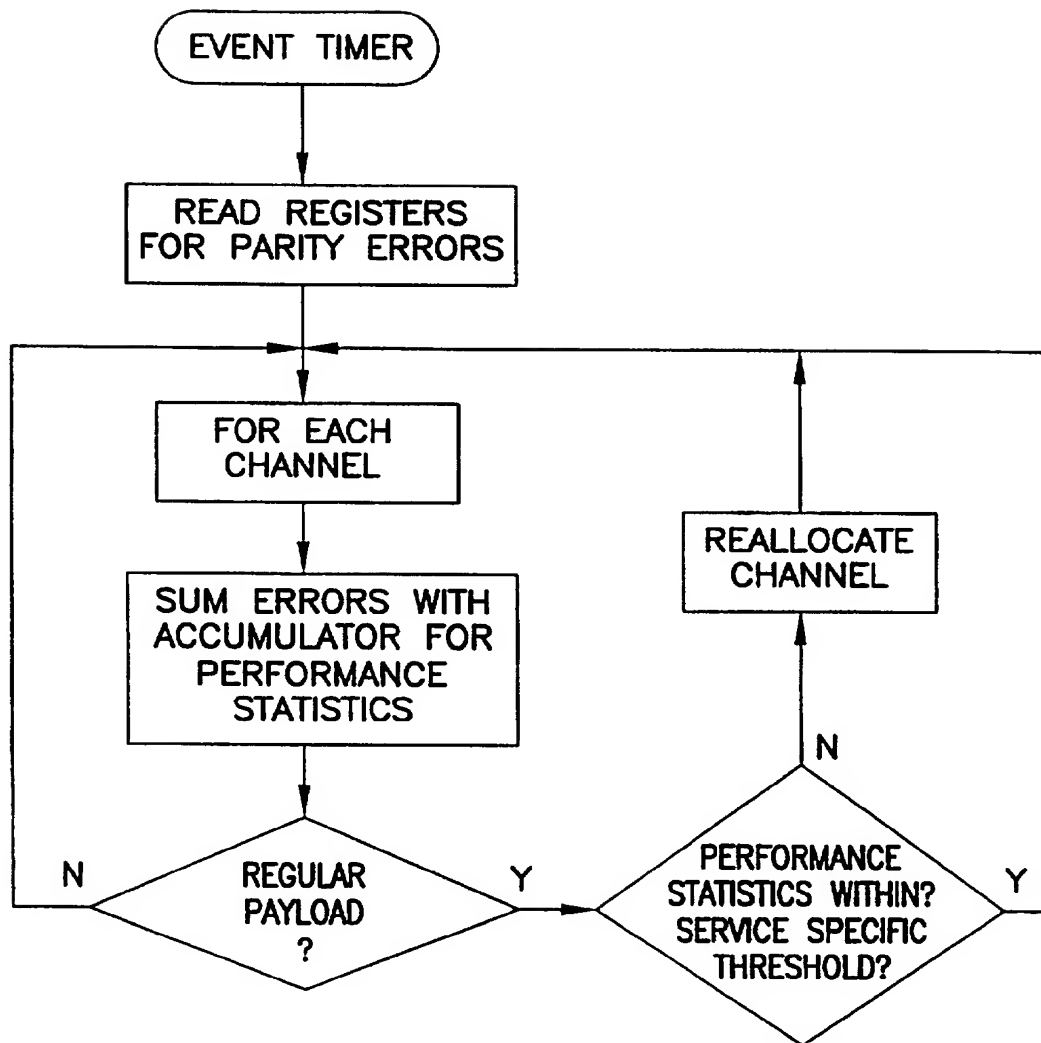 EVENT TIMER
READ REGISTERS
FOR PARITY ERRORS
FOR EACH
CHANNEL
SUM ERRORS WITH
ACCUMULATOR FOR
PERFORMANCE
STATISTICS
REGULAR
PAYLOAD
?
N
Y
REALLOCATE
CHANNEL
N
PERFORMANCE
STATISTICS WITHIN?
SERVICE SPECIFIC
THRESHOLD?
Y